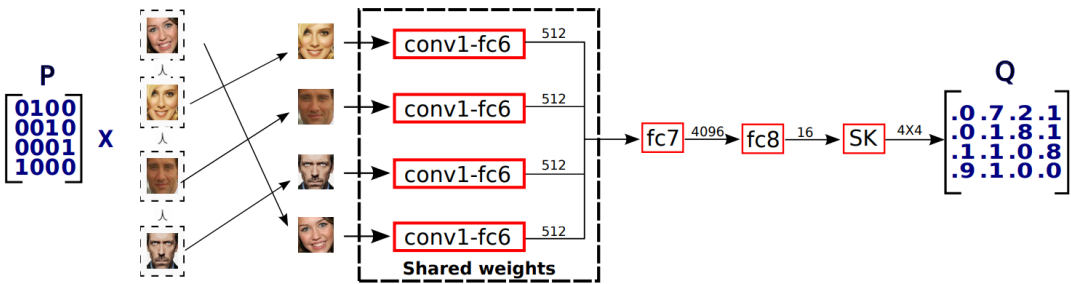 P
0100
0010
0001
1000
X
conv1-fc6
512
conv1-fc6
512
conv1-fc6
512
conv1-fc6
512
Shared weights
fc7
4096
fc8
16
SK
4X4
Q
.0 .7 .2 .1
.0 .1 .8 .1
.1 .1 .0 .8
.9 .1 .0 .0